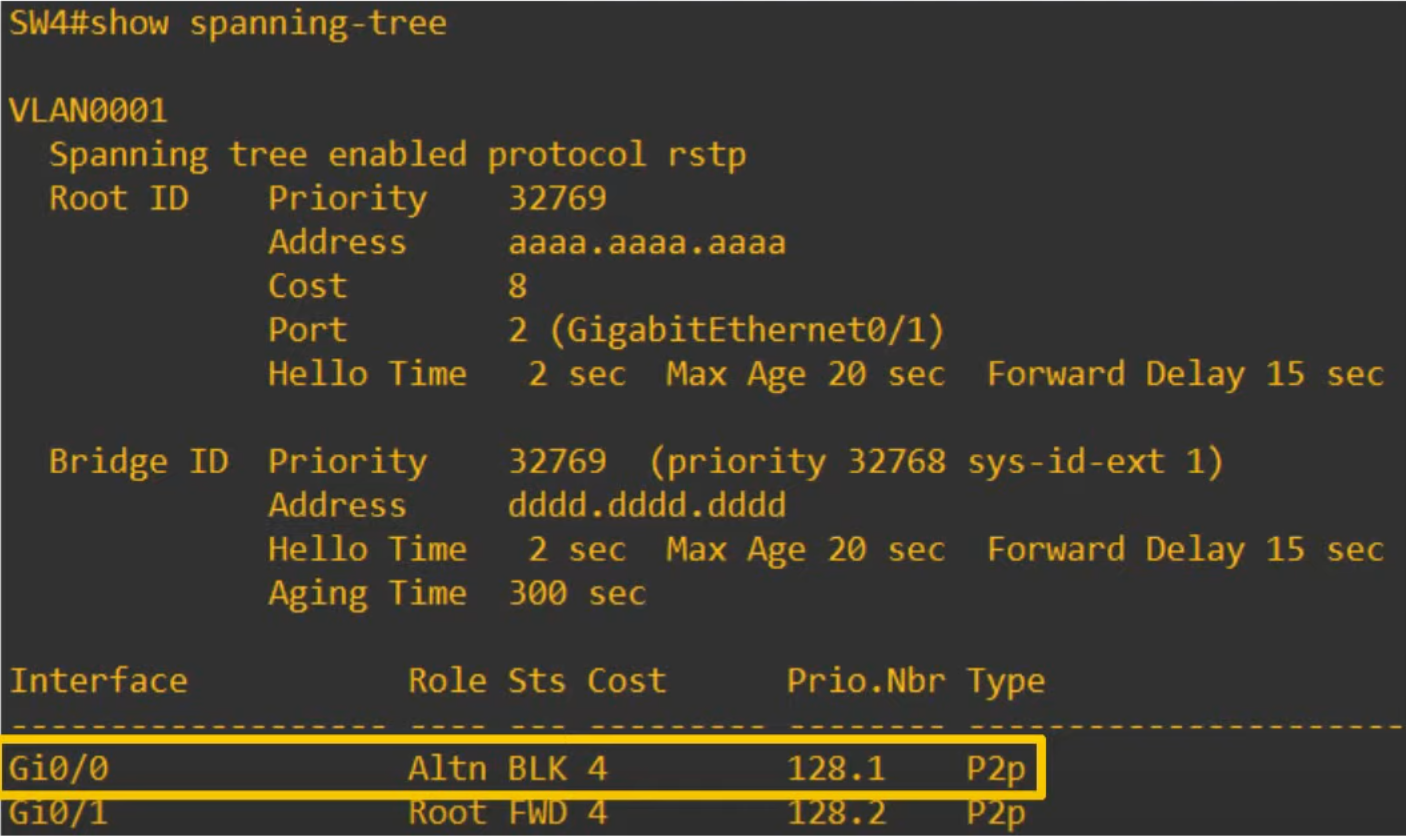 SW4#show spanning-tree
VLAN0001
Spanning tree enabled protocol rstp
Root ID Priority 32769
Address aaaa.aaaa.aaaa
Cost 8
Port 2 (GigabitEthernet0/1)
Hello Time 2 sec Max Age 20 sec Forward Delay 15 sec
Bridge ID Priority 32769 (priority 32768 sys-id-ext 1)
Address dddd.dddd.dddd
Hello Time 2 sec Max Age 20 sec Forward Delay 15 sec
Aging Time 300 sec
Interface Role Sts Cost Prio.Nbr Type
------------------- ---- --- --------- -------- --------------------
Gi0/0 Altn BLK 4 128.1 P2p
Gi0/1 Root FWD 4 128.2 P2p